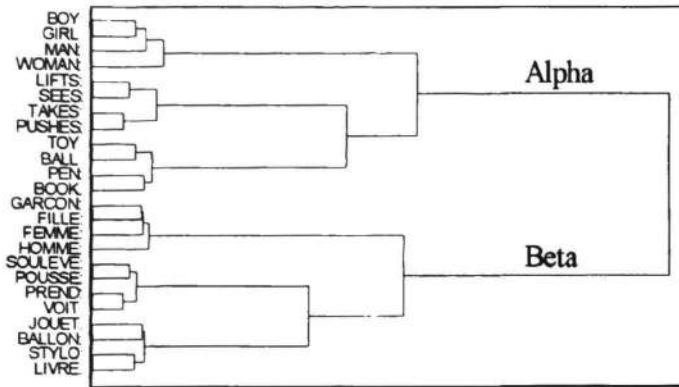 BOY
GIRL
MAN:
WOMAN:
LIFTS:
SEES:
TAKES
PUSHES:
TOY
BALL
PEN:
BOOK.
GARCON:
FILLE:
FEMME:
HOMME:
SOULEVE:
POUSSE:
PREND:
VOIT
JOUET.
BALLON:
STYLO
LIVRE.
Alpha
Beta